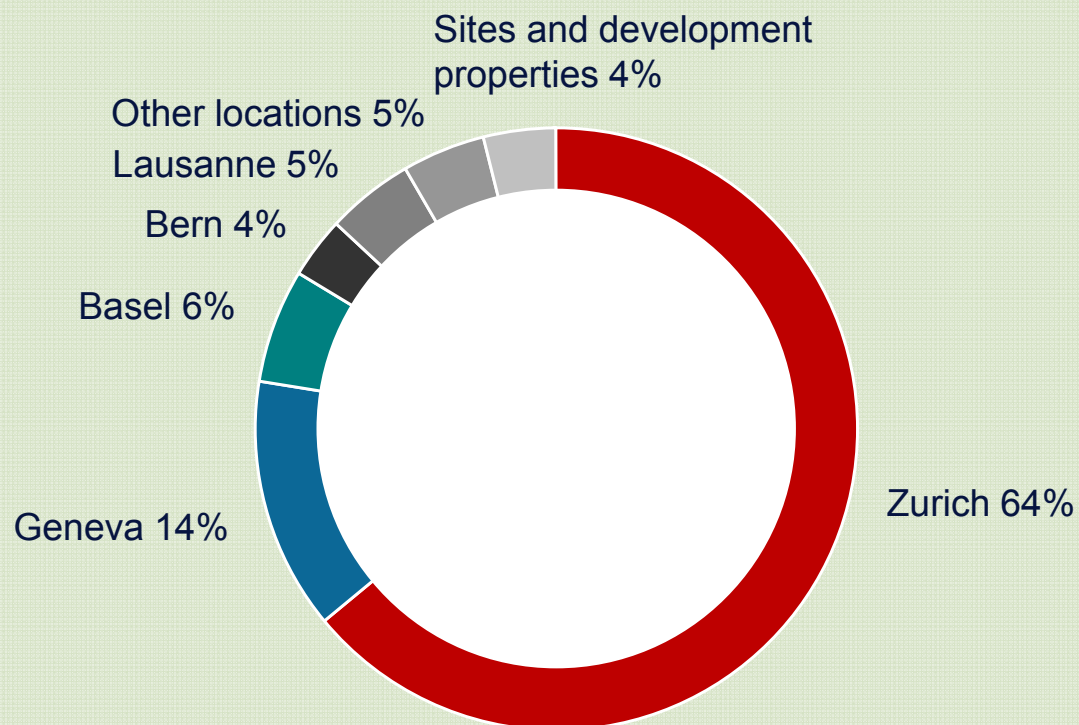 Sites and development
properties 4%
Other locations 5%
Lausanne 5%
Bern 4%
Basel 6%
Geneva 14%
Zurich 64%